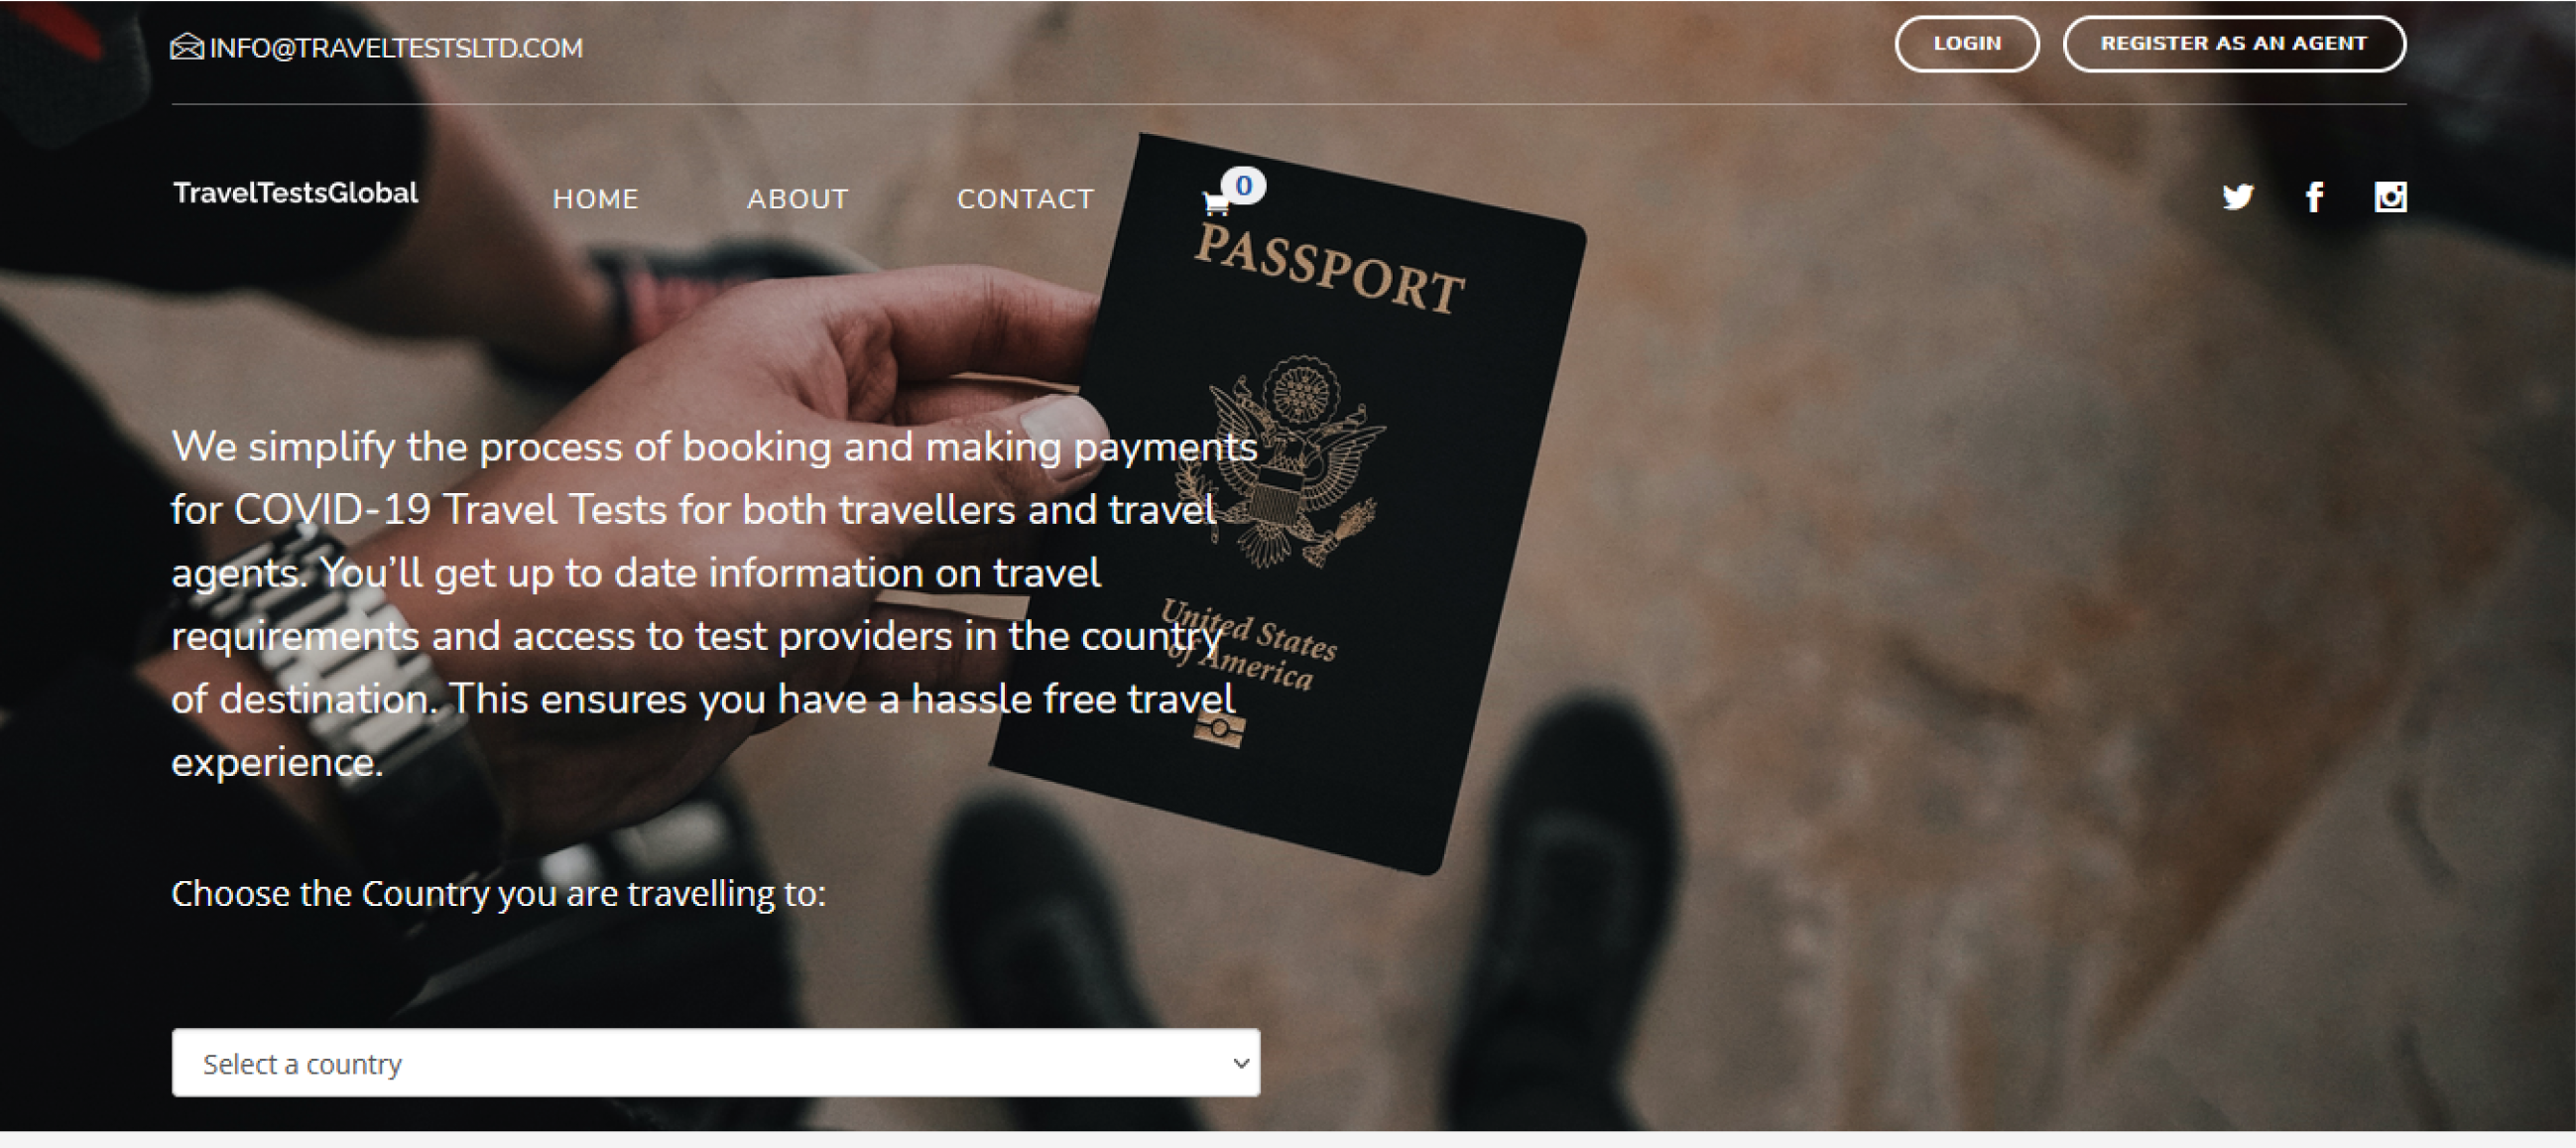 INFO@TRAVELTESTSLTD.COM
LOGIN
REGISTER AS AN AGENT
TravelTestsGlobal
HOME
ABOUT
CONTACT
0
PASSPORT
We simplify the process of booking and making payments
for COVID-19 Travel Tests for both travellers and travel
agents. You’ll get up to date information on travel
requirements and access to test providers in the country
of destination. This ensures you have a hassle free travel
experience.
United States
of America
Choose the Country you are travelling to:
Select a country